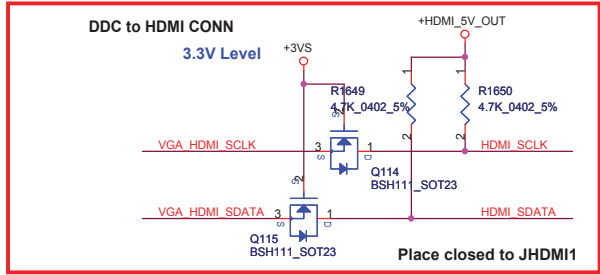 DDC to HDMI CONN
+HDMI_5V_OUT
3.3V Level
+3VS
1
1
R1649
4.7K_0402_5%
R1650
4.7K_0402_5%
2
G
2
2
VGA_HDMI_SCLK
3
1
HDMI_SCLK
S
D
Q114
BSH111_SOT23
2
G
VGA_HDMI_SDATA
3
1
HDMI_SDATA
S
D
Q115
BSH111_SOT23
Place closed to JHDMI1